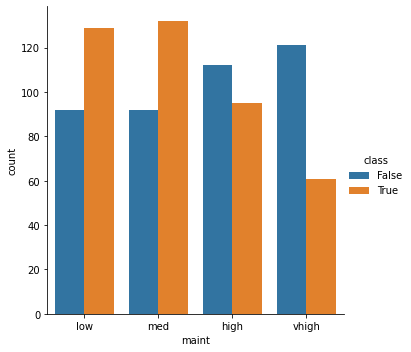 120
100
80
60
40
20
0
count
low med high vhigh
maint
class
False
True